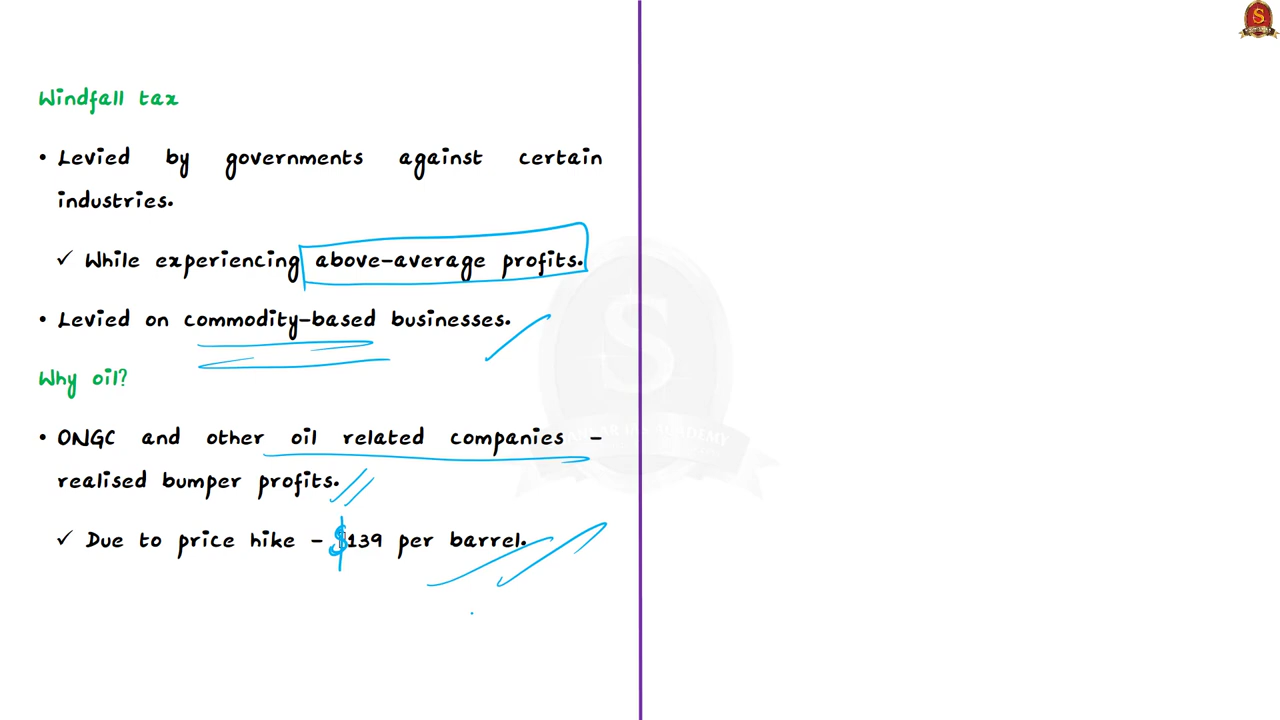 Windfall tax
• Levied by governments against certain
industries.
✓ While experiencing above-average profits.
• Levied on commodity-based businesses.
Why oil?
• ONGC and other oil related companies –
realised bumper profits.
✓ Due to price hike – $139 per barrel.